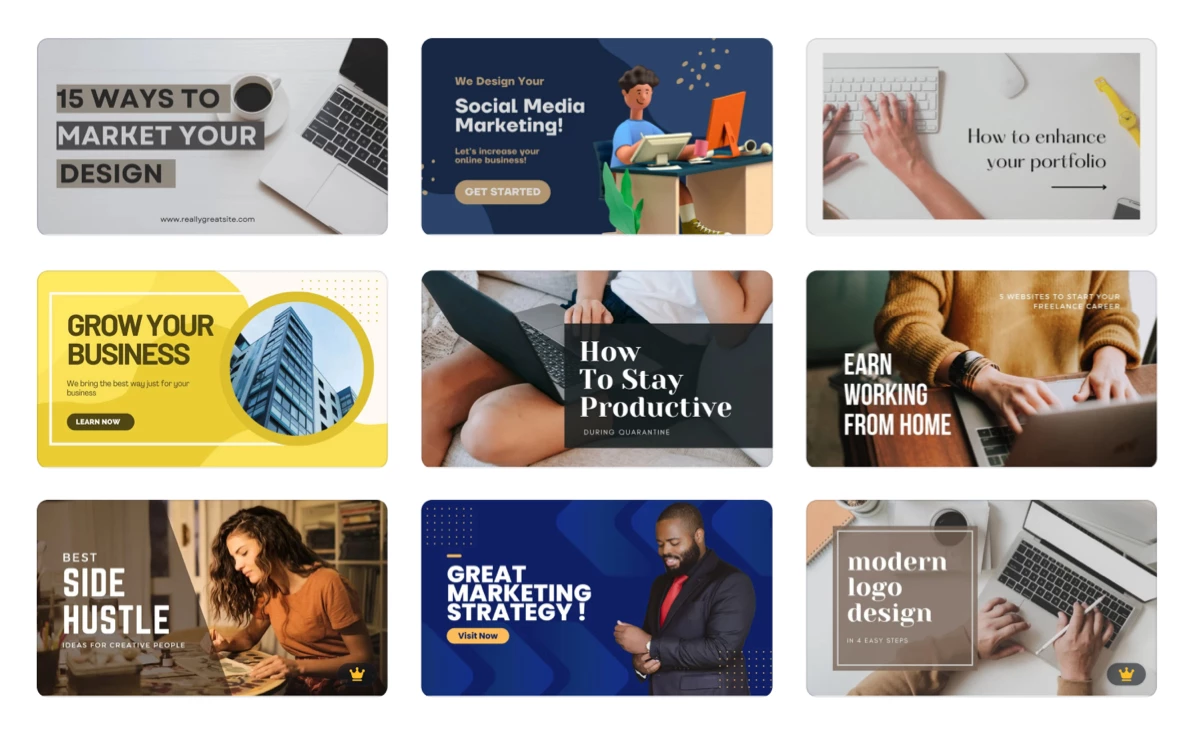 15 WAYS TO
MARKET YOUR
DESIGN
www.reallygreatsite.com
We Design Your
Social Media
Marketing!
Let's increase your
online business!
GET STARTED
How to enhance
your portfolio
GROW YOUR
BUSINESS
We bring the best way just for your
business
LEARN NOW
How
To Stay
Productive
DURING QUARANTINE
5 WEBSITES TO START YOUR
FREELANCE CAREER
EARN
WORKING
FROM HOME
BEST
SIDE
HUSTLE
IDEAS FOR CREATIVE PEOPLE
GREAT
MARKETING
STRATEGY !
Visit Now
modern
logo
design
IN 4 EASY STEPS